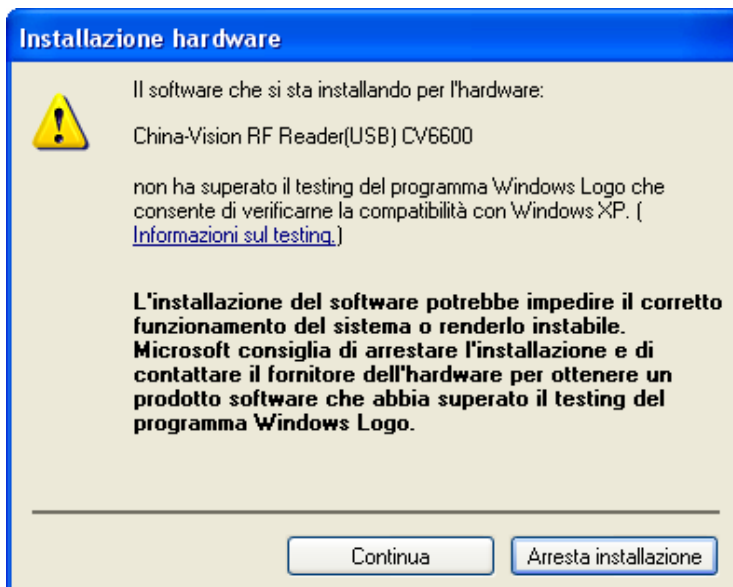 Installazione hardware
Il software che si sta installando per l'hardware:
China-Vision RF Reader(USB) CV6600
non ha superato il testing del programma Windows Logo che
consente di verificarne la compatibilità con Windows XP. (
Informazioni sul testing.)
L'installazione del software potrebbe impedire il corretto
funzionamento del sistema o renderlo instabile.
Microsoft consiglia di arrestare l'installazione e di
contattare il fornitore dell'hardware per ottenere un
prodotto software che abbia superato il testing del
programma Windows Logo.
Continua
Arresta installazione